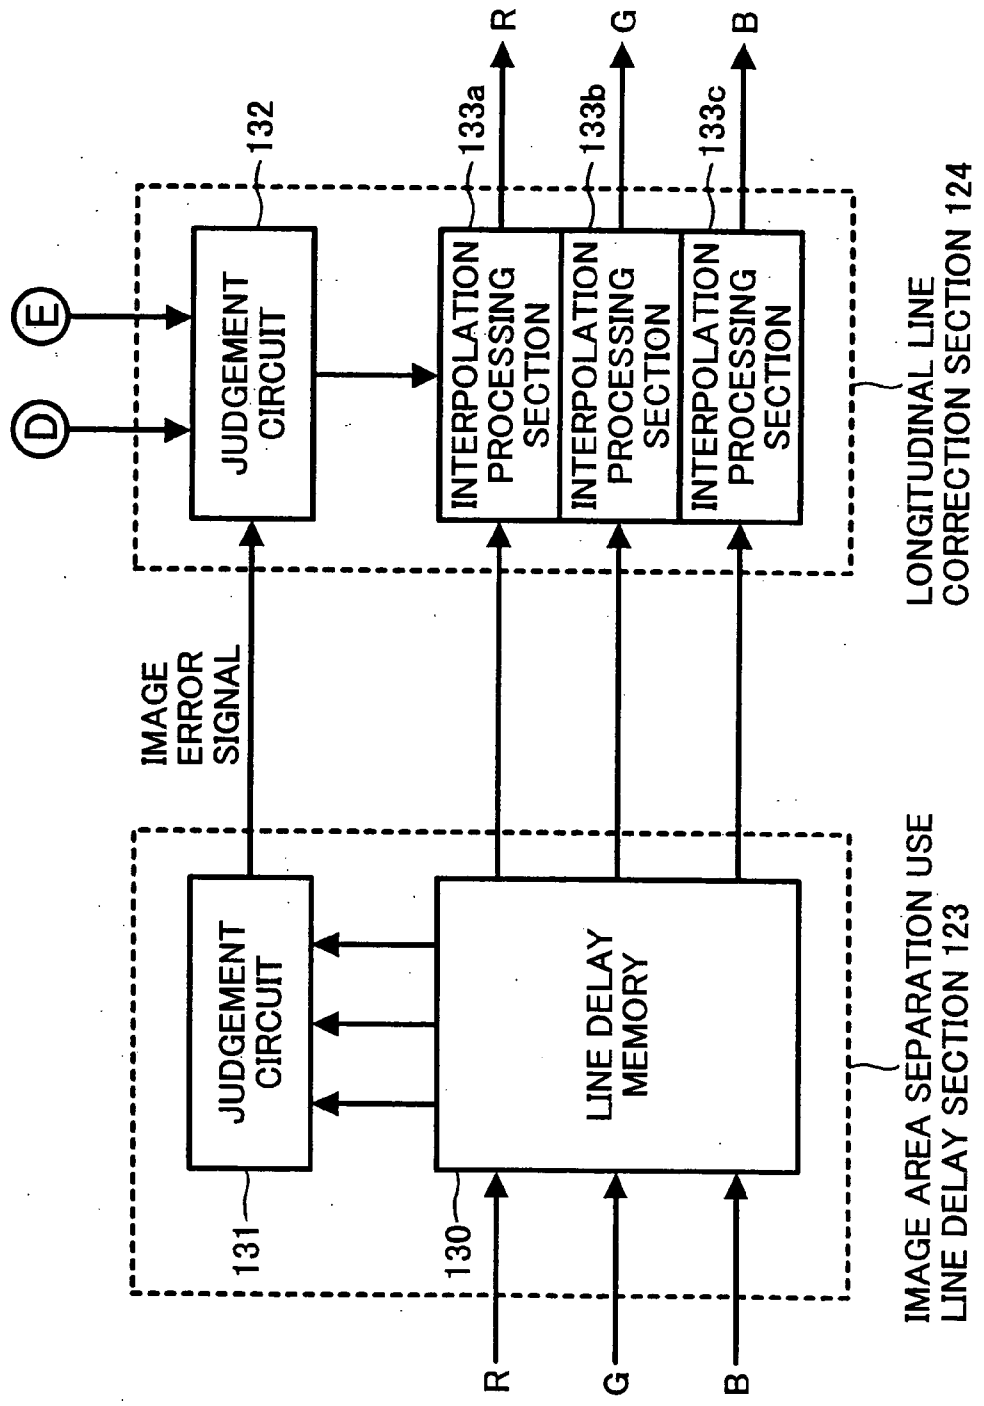 D
E
IMAGE
ERROR
SIGNAL
131
JUDGEMENT
CIRCUIT
JUDGEMENT
CIRCUIT
132
130
LINE DELAY
MEMORY
R
G
B
INTERPOLATION
PROCESSING
SECTION
133a
R
INTERPOLATION
PROCESSING
SECTION
133b
G
INTERPOLATION
PROCESSING
SECTION
133c
B
IMAGE AREA SEPARATION USE
LINE DELAY SECTION 123
LONGITUDINAL LINE
CORRECTION SECTION 124